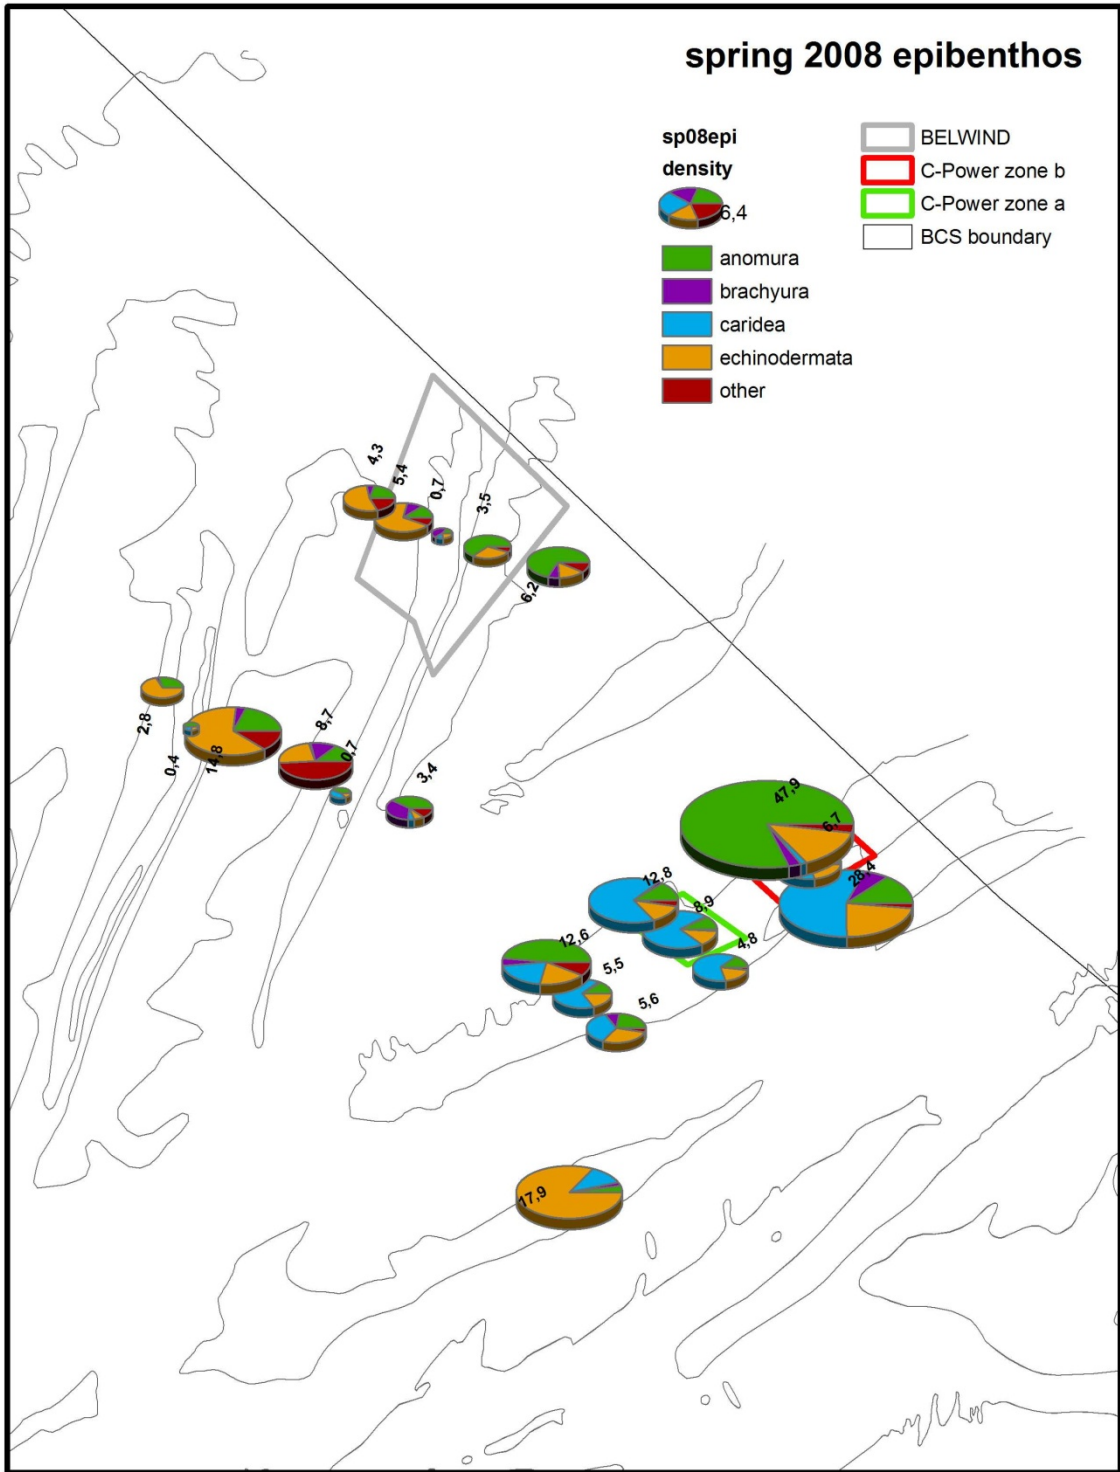 spring 2008 epibenthos
sp08epi
density
6,4
anomura
brachyura
caridea
echinodermata
other
BELWIND
C-Power zone b
C-Power zone a
BCS boundary
4,3
5,4
0,7
3,5
6,2
2,8
0,4
14,8
8,7
0,7
3,4
47,9
6,7
28,4
12,8
8,9
4,8
12,6
5,5
5,6
17,9